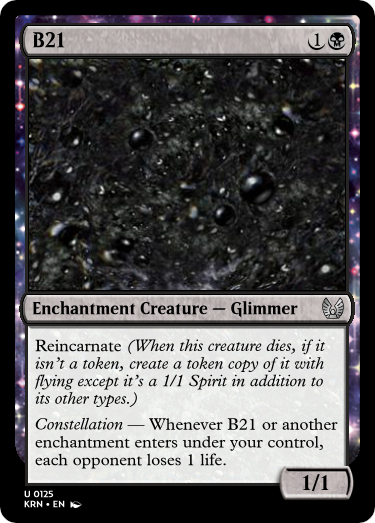 B21
1
Enchantment Creature — Glimmer
Reincarnate (When this creature dies, if it
isn't a token, create a token copy of it with
flying except it's a 1/1 Spirit in addition to
its other types.)
Constellation — Whenever B21 or another
enchantment enters under your control,
each opponent loses 1 life.
1/1
U 0125
KRN • EN